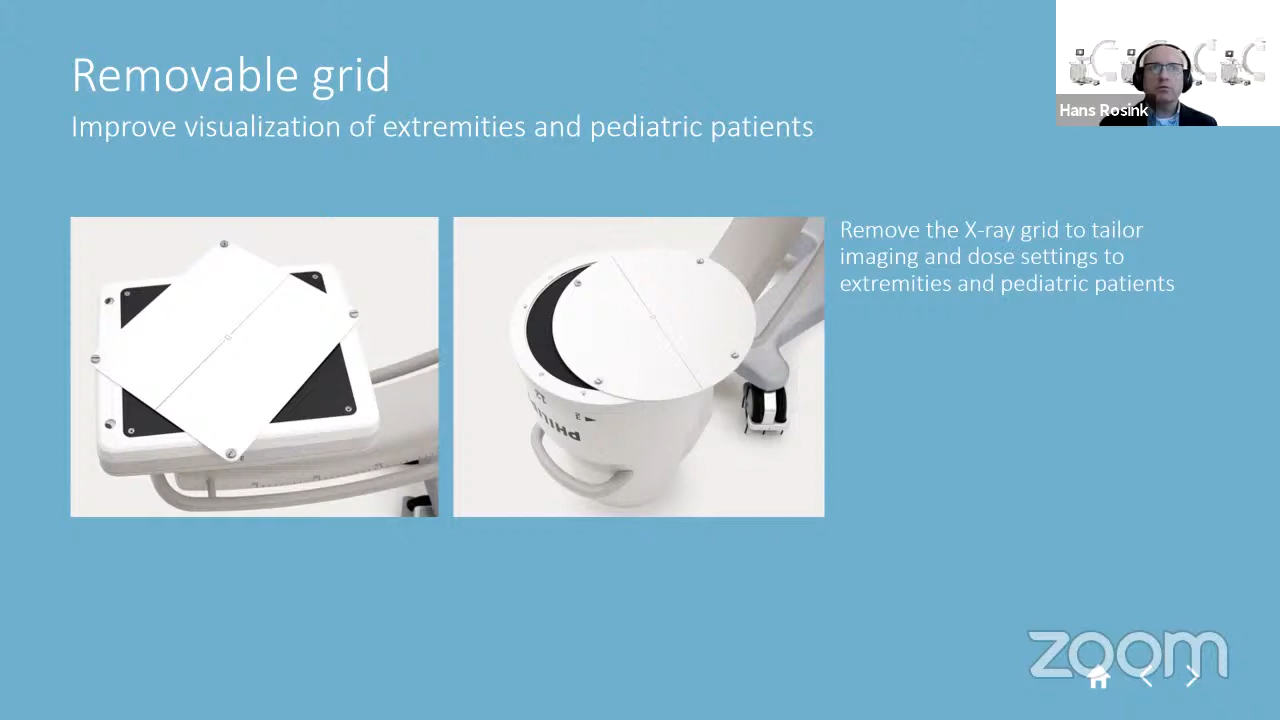 Removable grid
Improve visualization of extremities and pediatric patients
Hans Rosink
Remove the X-ray grid to tailor
imaging and dose settings to
extremities and pediatric patients
PHILI
zoom